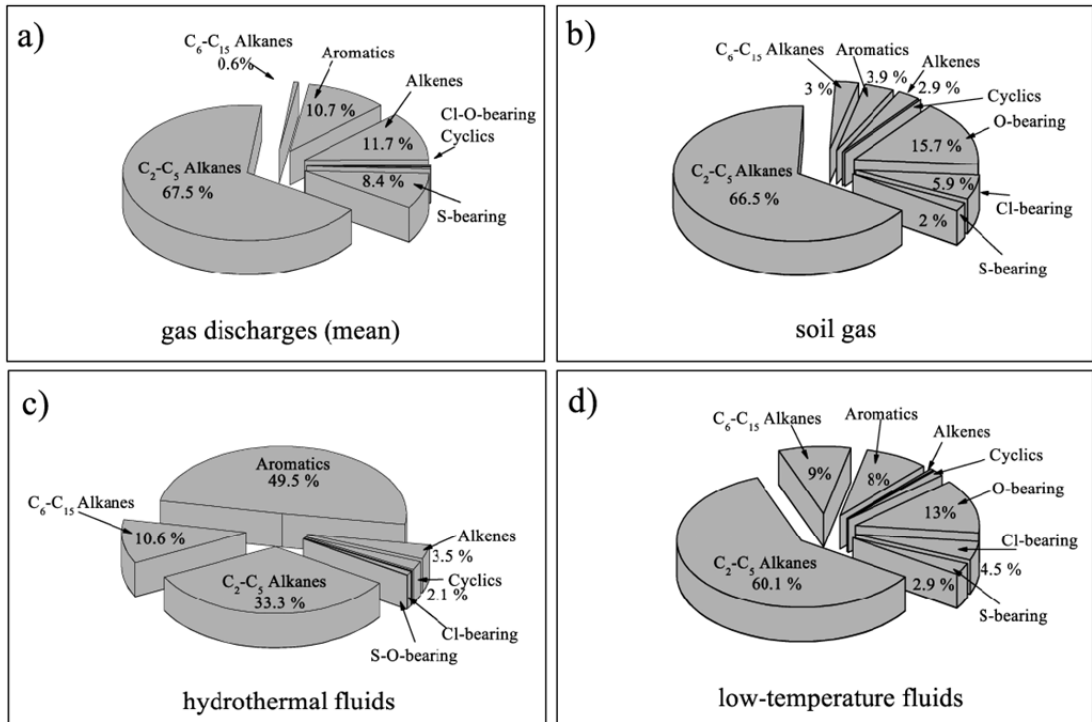 a)
C₆-C₁₅ Alkanes
0.6%
Aromatics
10.7 %
Alkenes
11.7 %
Cl-O-bearing
Cyclics
C₂-C₅ Alkanes
67.5 %
8.4 %
S-bearing
gas discharges (mean)
b)
C₆-C₁₅ Alkanes
3 %
Aromatics
3.9 %
Alkenes
2.9 %
Cyclics
O-bearing
15.7 %
C₂-C₅ Alkanes
66.5 %
5.9 %
Cl-bearing
2 %
S-bearing
soil gas
c)
Aromatics
49.5 %
C₆-C₁₅ Alkanes
10.6 %
Alkenes
3.5 %
C₂-C₅ Alkanes
33.3 %
Cyclics
2.1 %
Cl-bearing
S-O-bearing
hydrothermal fluids
d)
C₆-C₁₅ Alkanes
9%
Aromatics
8%
Alkenes
Cyclics
O-bearing
13%
Cl-bearing
4.5 %
C₂-C₅ Alkanes
60.1 %
2.9 %
S-bearing
low-temperature fluids